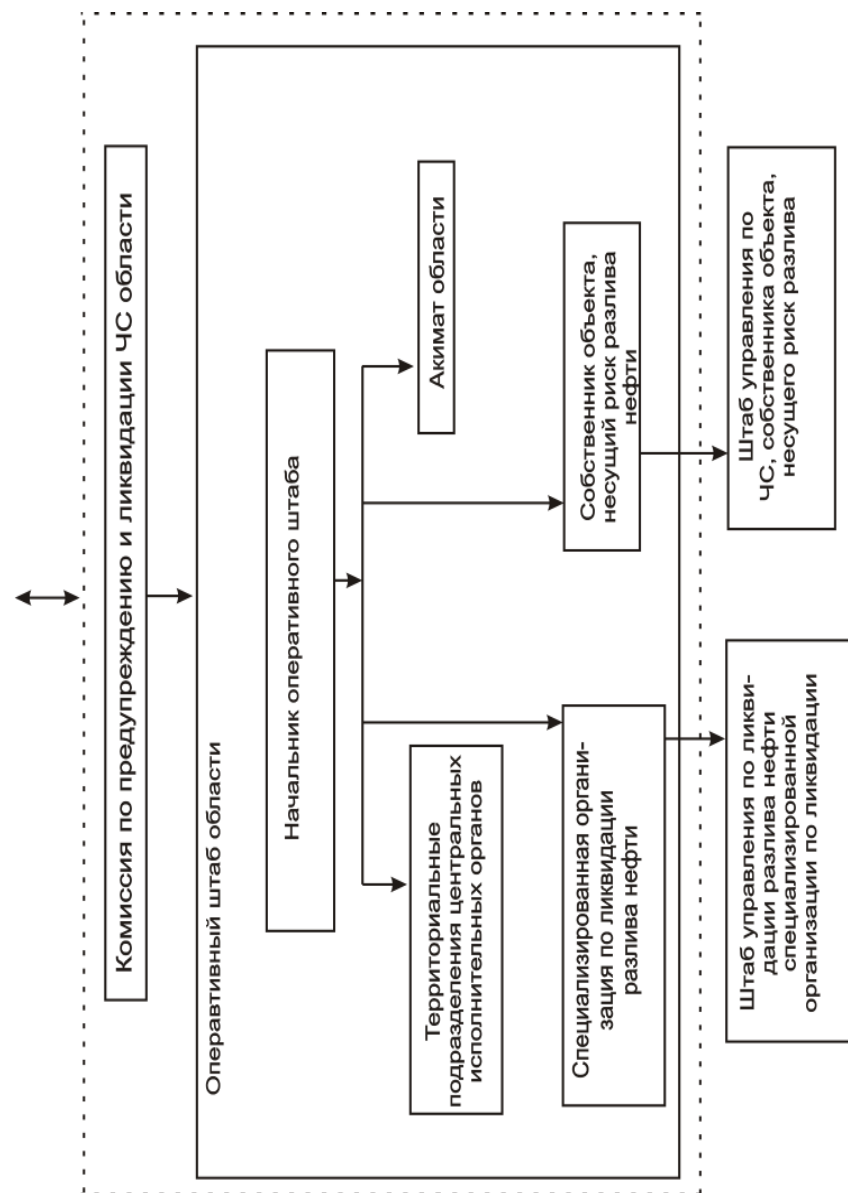 Комиссия по предупреждению и ликвидации ЧС области
Операвтивный штаб области
Начальник оперативного штаба
Территориальные
подразделения центральных
исполнительных органов
Акимат области
Специализированная органи-
зация по ликвидации
разлива нефти
Собственник объекта,
несущий риск разлива
нефти
Штаб управления по ликви-
дации разлива нефти
специализированной
организации по ликвидации
Штаб управления по
ЧС, собственника объекта,
несущего риск разлива